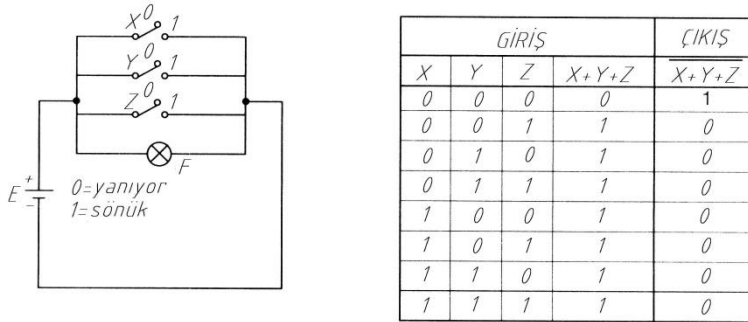 X 0 1
Y 0 1
Z 0 1
F
E + -
0=yanıyor
1=sönük
GİRİŞ ÇIKIŞ
X Y Z X+Y+Z X+Y+Z
0 0 0 0 1
0 0 1 1 0
0 1 0 1 0
0 1 1 1 0
1 0 0 1 0
1 0 1 1 0
1 1 0 1 0
1 1 1 1 0